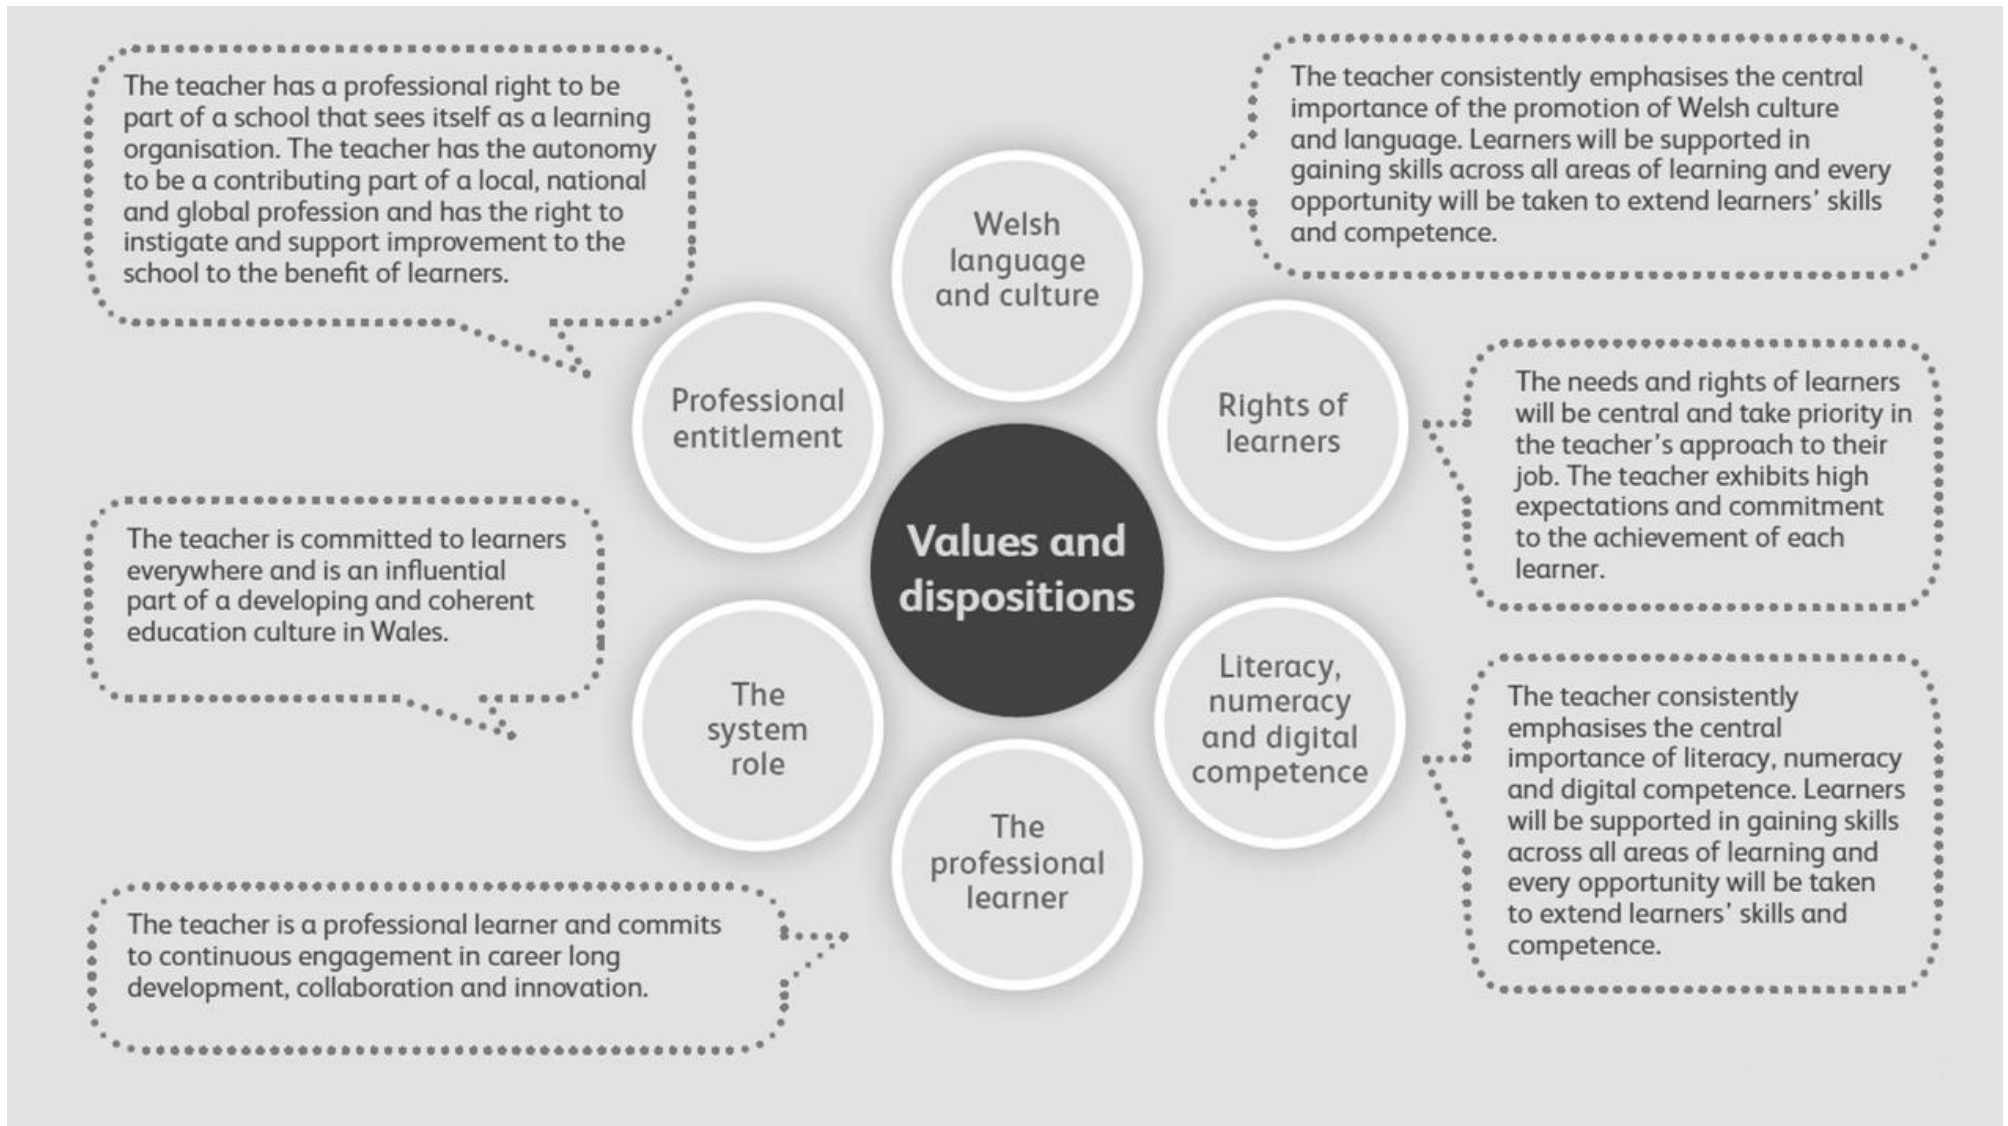 The teacher has a professional right to be
part of a school that sees itself as a learning
organisation. The teacher has the autonomy
to be a contributing part of a local, national
and global profession and has the right to
instigate and support improvement to the
school to the benefit of learners.
The teacher consistently emphasises the central
importance of the promotion of Welsh culture
and language. Learners will be supported in
gaining skills across all areas of learning and every
opportunity will be taken to extend learners’ skills
and competence.
Welsh
language
and culture
Professional
entitlement
Rights of
learners
The needs and rights of learners
will be central and take priority in
the teacher’s approach to their
job. The teacher exhibits high
expectations and commitment
to the achievement of each
learner.
Values and
dispositions
The teacher is committed to learners
everywhere and is an influential
part of a developing and coherent
education culture in Wales.
The
system
role
Literacy,
numeracy
and digital
competence
The teacher consistently
emphasises the central
importance of literacy, numeracy
and digital competence. Learners
will be supported in gaining skills
across all areas of learning and
every opportunity will be taken
to extend learners’ skills and
competence.
The
professional
learner
The teacher is a professional learner and commits
to continuous engagement in career long
development, collaboration and innovation.